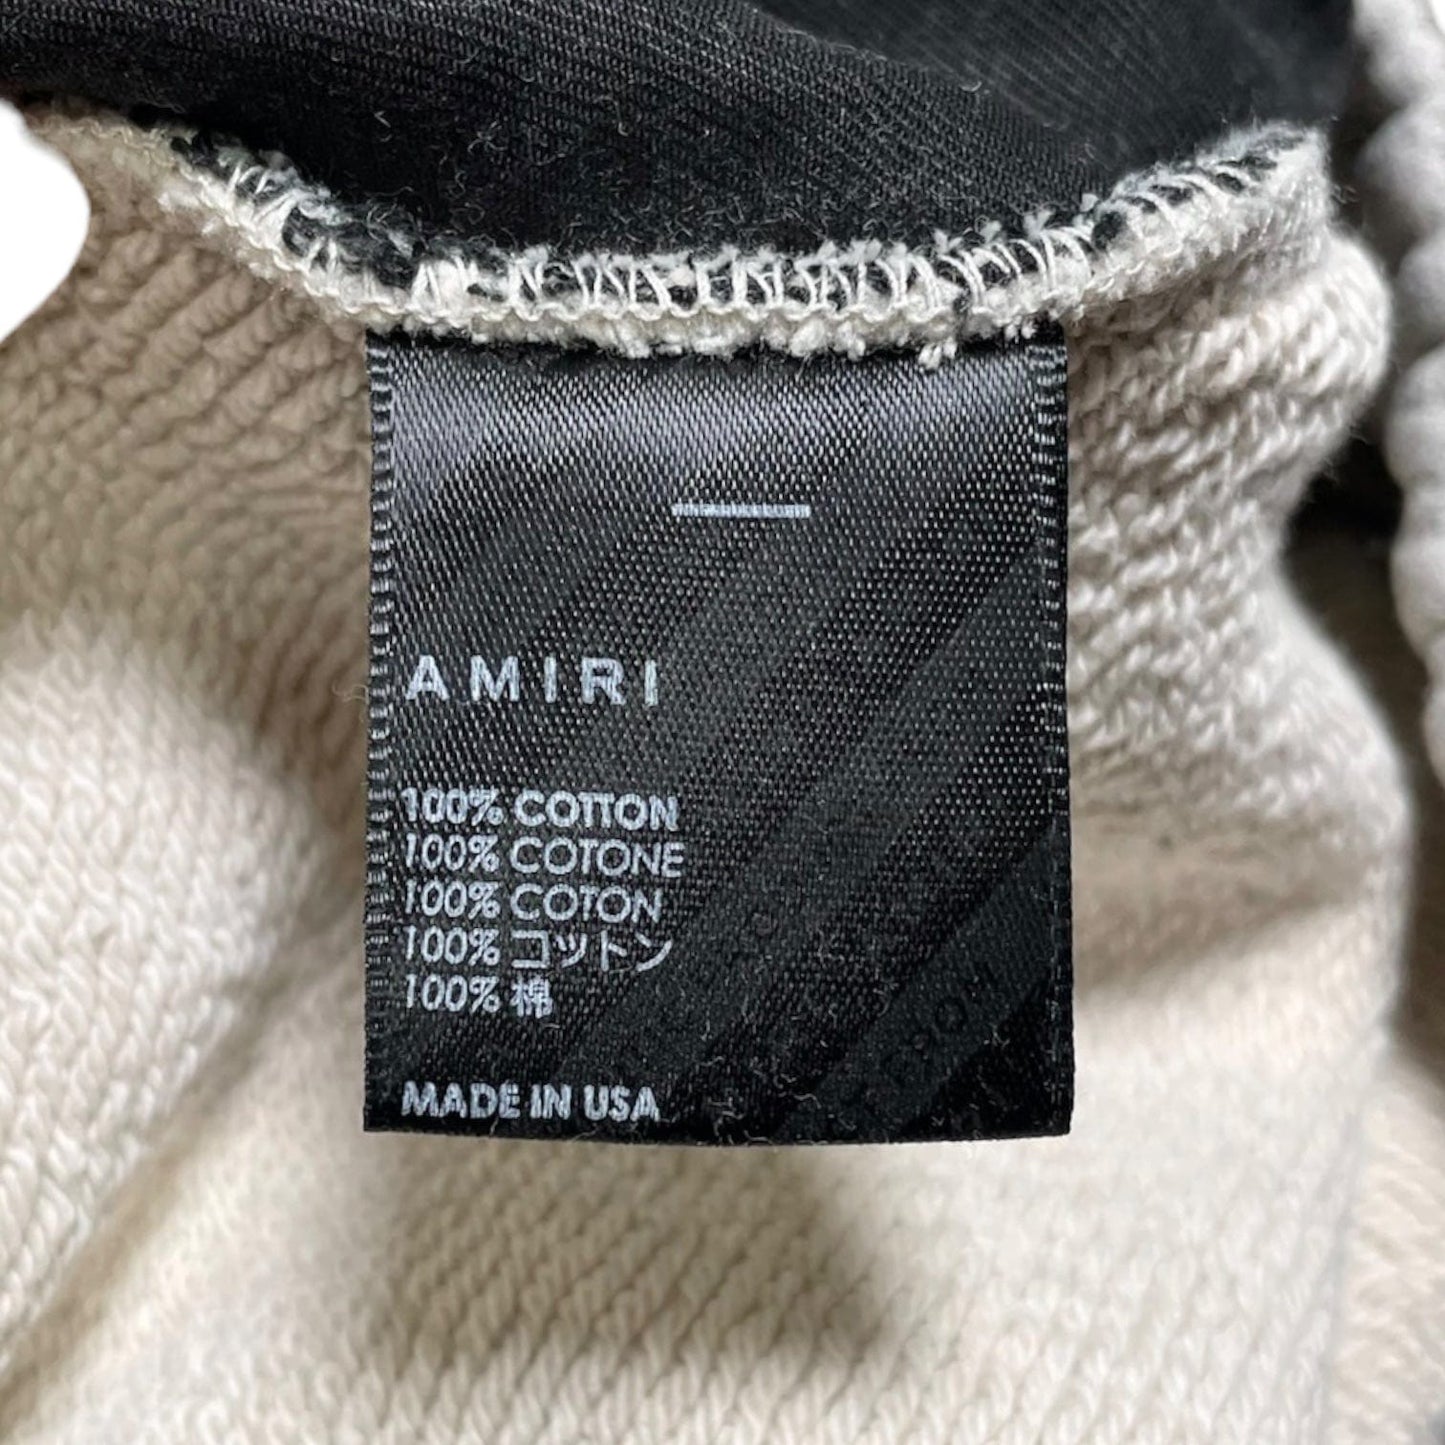 AMIRI
100% COTTON
100% COTONE
100% COTON
100% コットン
100% 棉
MADE IN USA